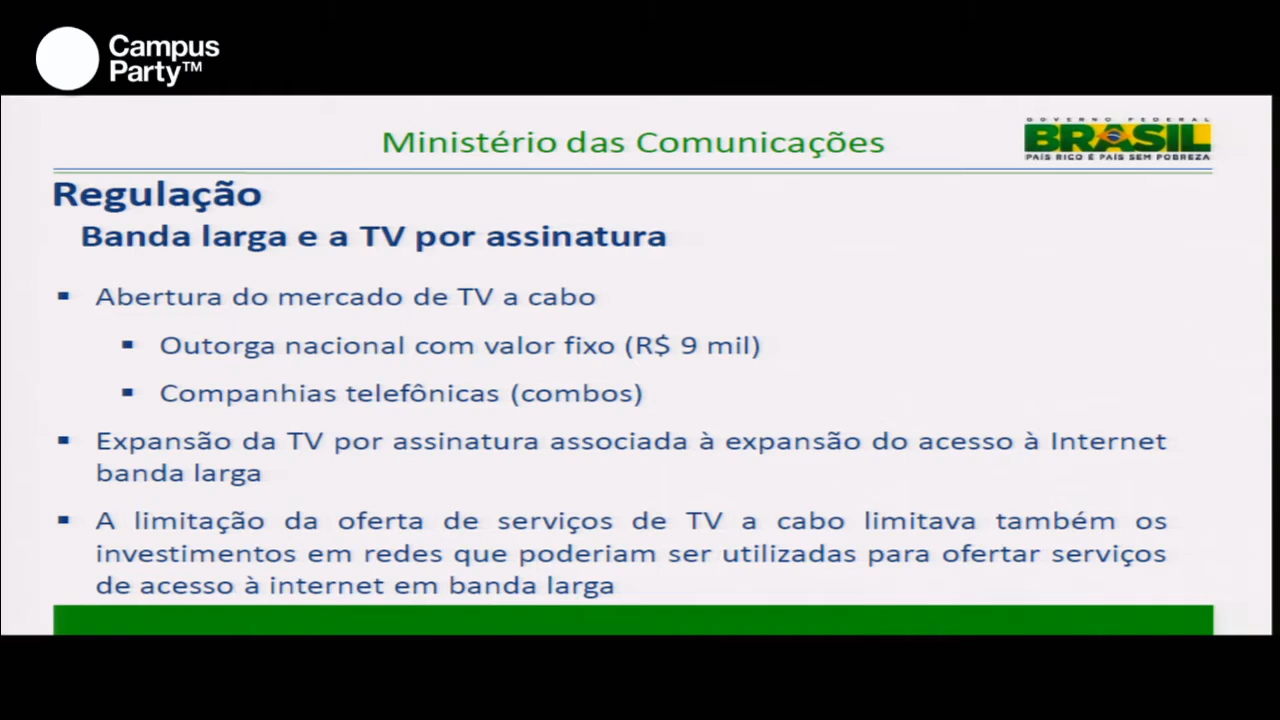 Campus
Party™
Ministério das Comunicações
GOVERNO FEDERAL
BRASIL
PAÍS RICO É PAÍS SEM POBREZA
Regulação
Banda larga e a TV por assinatura
Abertura do mercado de TV a cabo
Outorga nacional com valor fixo (R$ 9 mil)
Companhias telefônicas (combos)
Expansão da TV por assinatura associada à expansão do acesso à Internet
banda larga
A limitação da oferta de serviços de TV a cabo limitava também os
investimentos em redes que poderiam ser utilizadas para ofertar serviços
de acesso à internet em banda larga